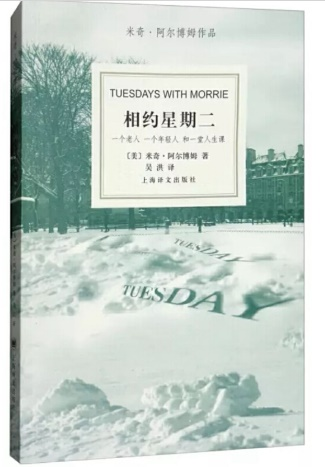 米奇·阿尔博姆作品
TUESDAYS WITH MORRIE
相约星期二
一个老人 一个年轻人 和一堂人生课
〔美〕米奇·阿尔博姆 著
吴洪 译
上海译文出版社
TUESDAY
TUESDAY